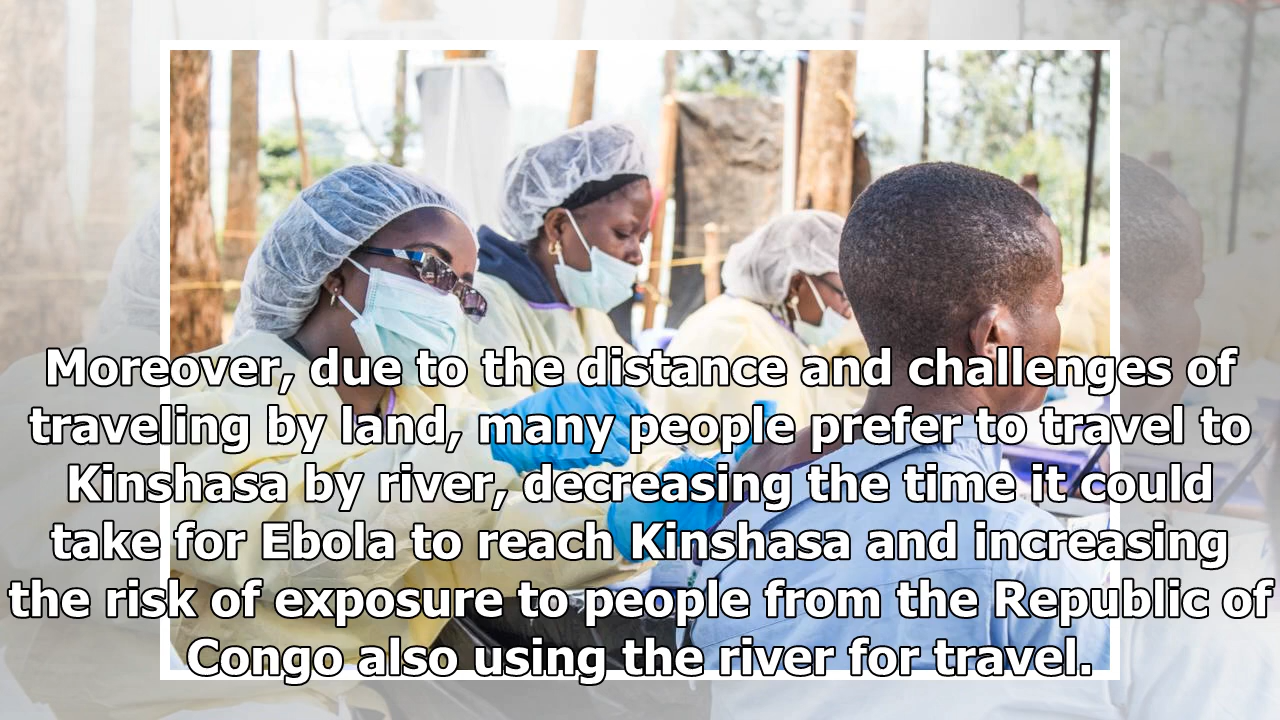 Moreover, due to the distance and challenges of
traveling by land, many people prefer to travel to
Kinshasa by river, decreasing the time it could
take for Ebola to reach Kinshasa and increasing
the risk of exposure to people from the Republic of
Congo also using the river for travel.